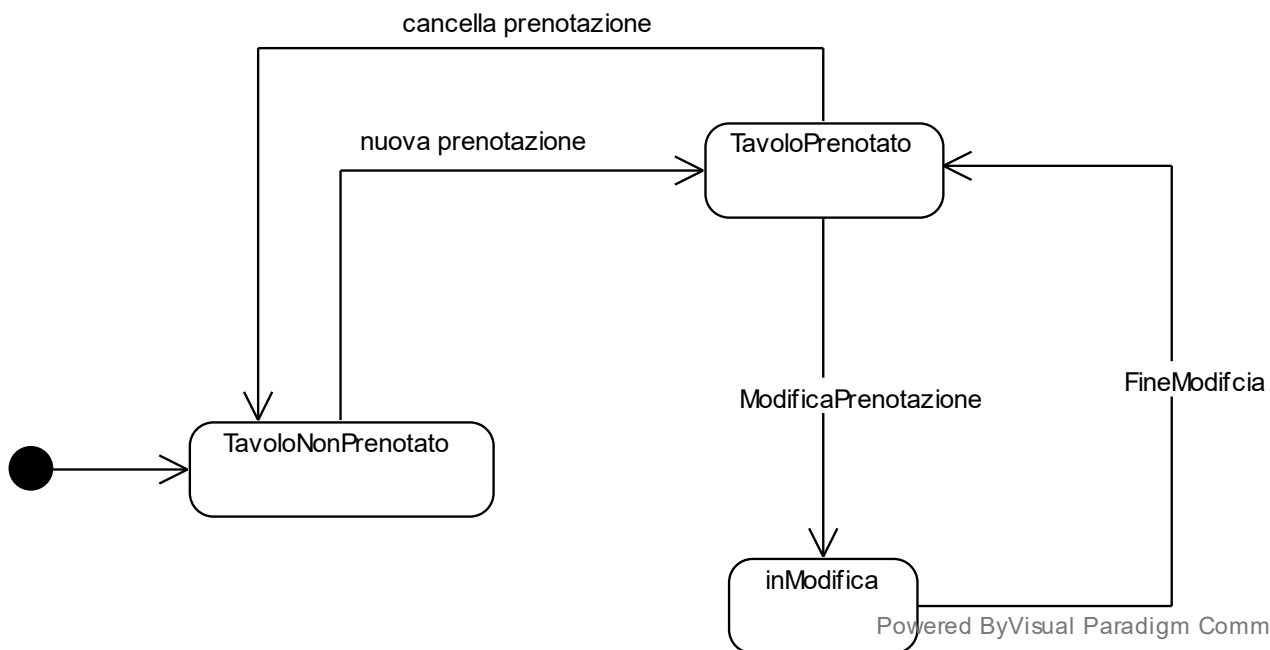 cancella prenotazione
nuova prenotazione
TavoloPrenotato
FineModifcia
ModificaPrenotazione
TavoloNonPrenotato
inModifica
Powered ByVisual Paradigm Comm